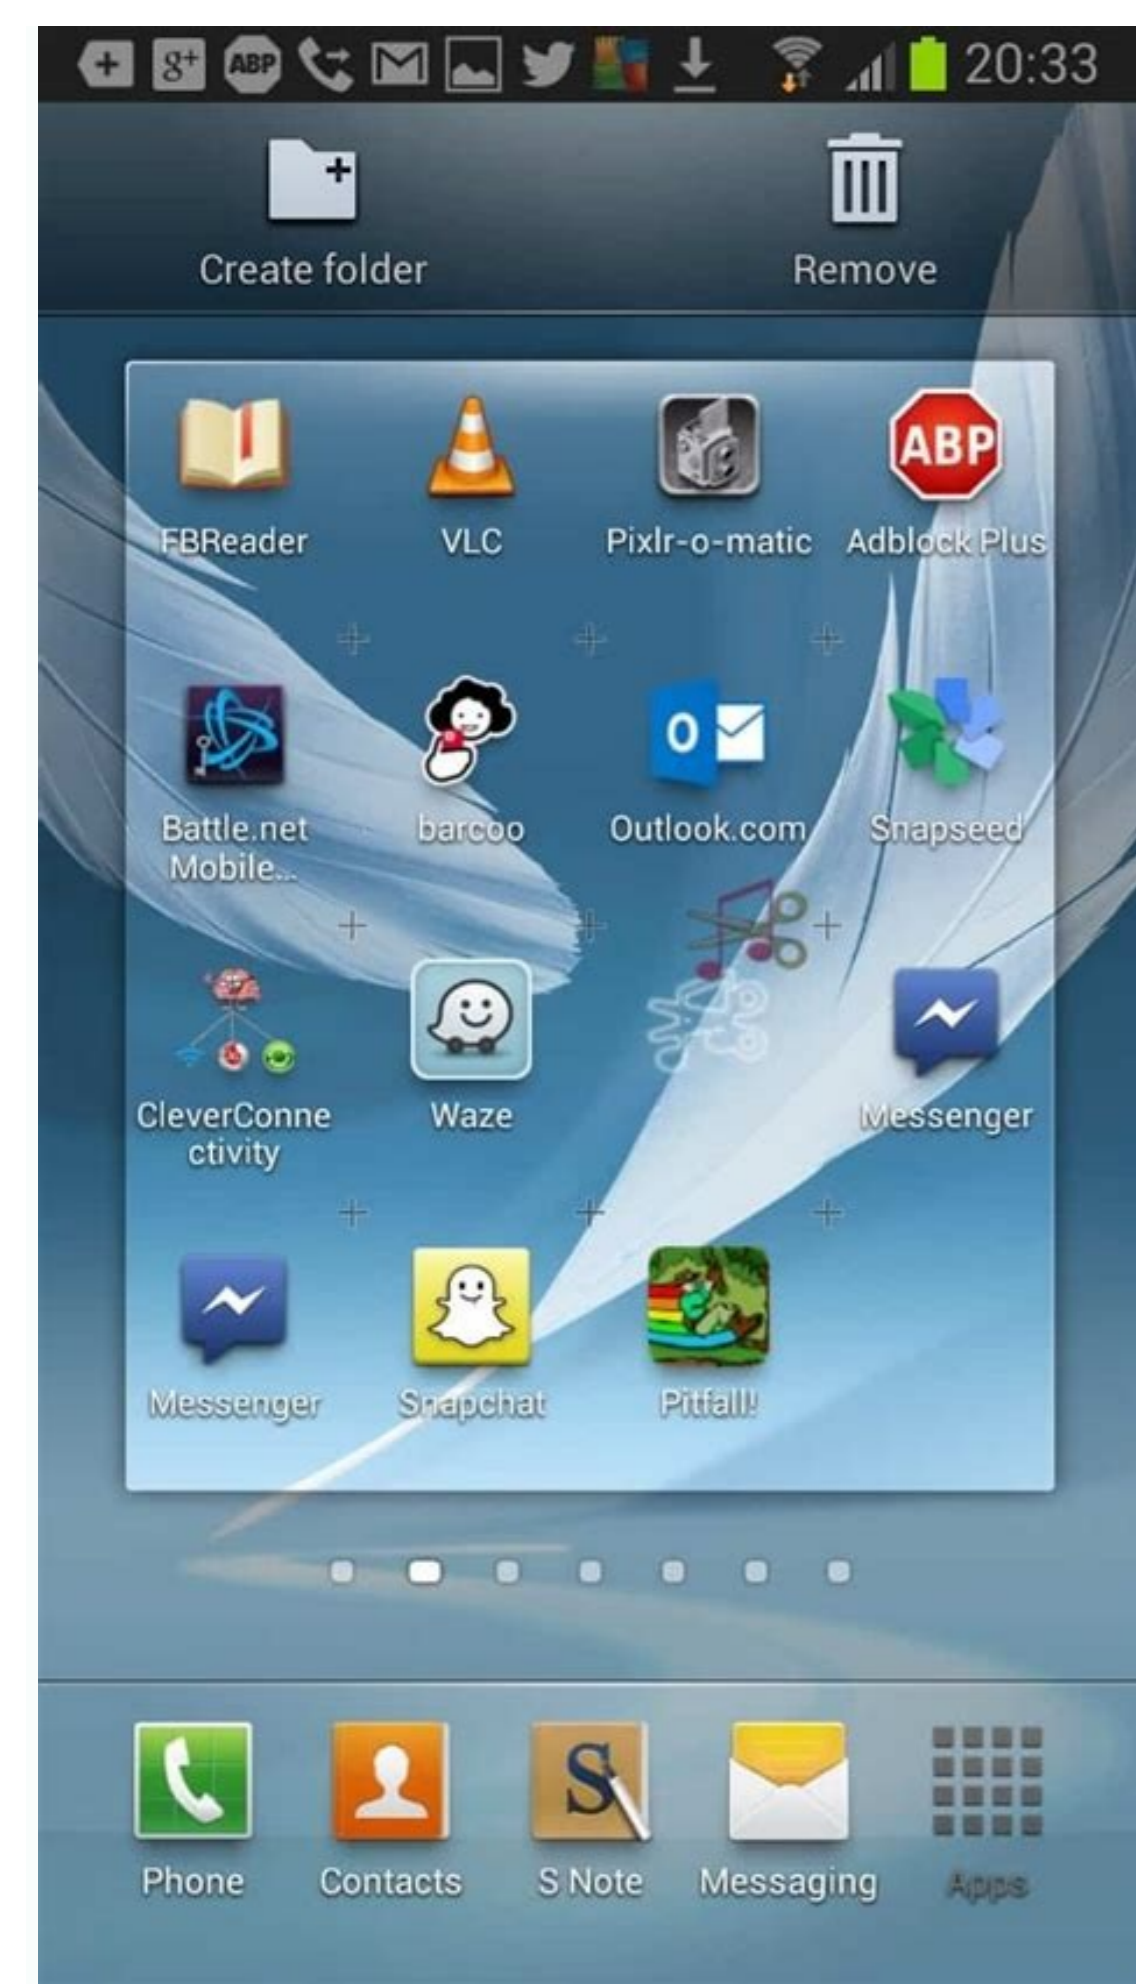 g+ ABP 20:33
Create folder Remove
ABP
FBReader VLC Pixlr-o-matic Adblock Plus
Battle.net barcoo Outlook.com Snapseed
Mobile...
CleverConne Waze Messenger
ctivity
Messenger Snapchat Pitfall!
Phone Contacts S Note Messaging Apps